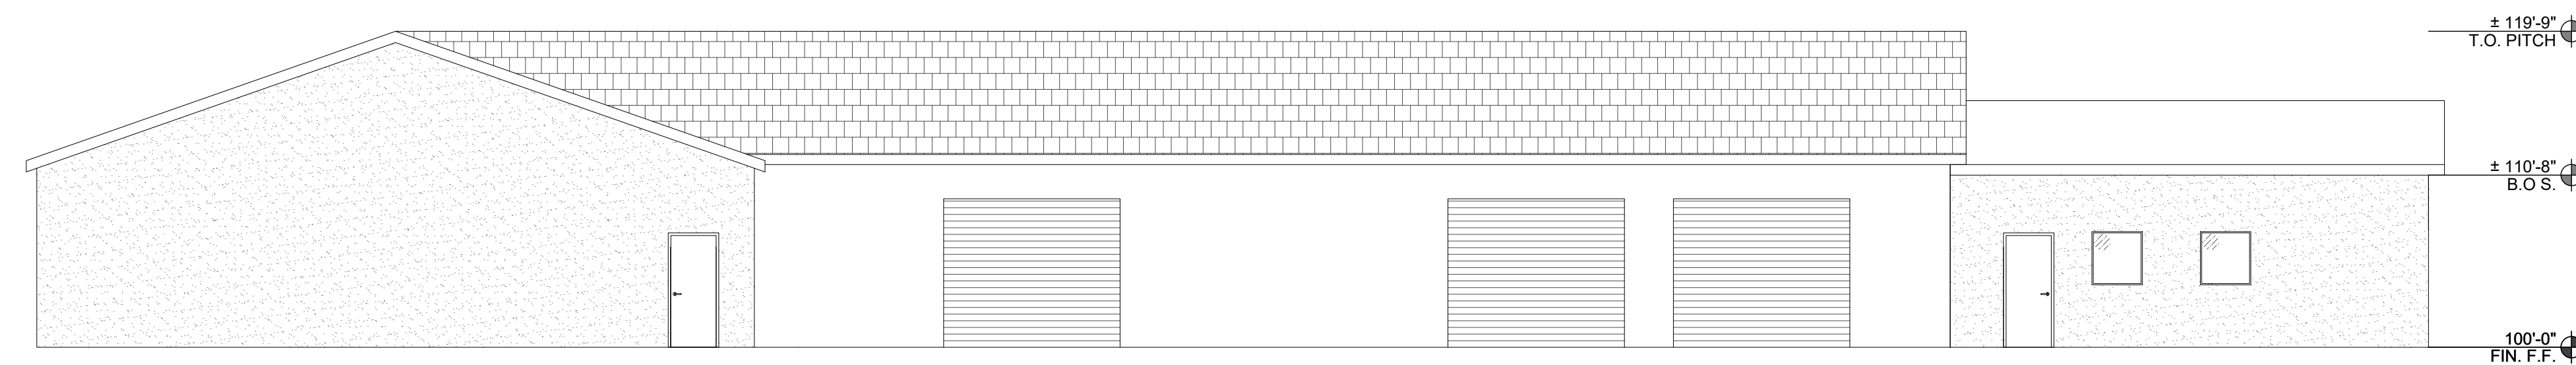 ± 119'-9"
T.O. PITCH
± 110'-8"
B.O S.
100'-0"
FIN. F.F.